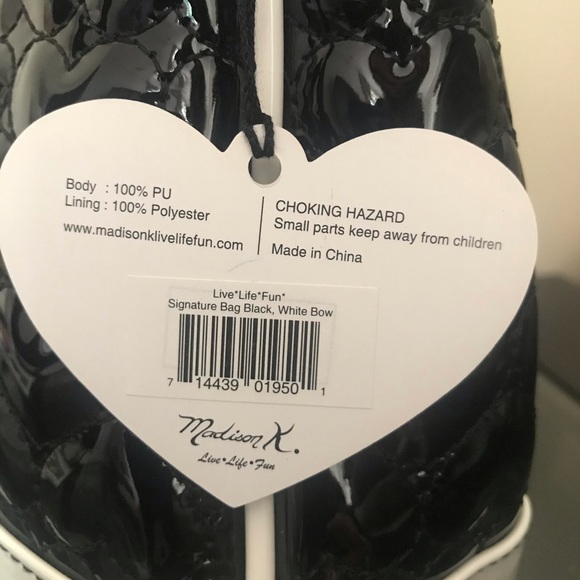 Body : 100% PU
Lining : 100% Polyester
www.madisonklivelifefun.com
CHOKING HAZARD
Small parts keep away from children
Made in China
Live*Life*Fun*
Signature Bag Black, White Bow
7 14439 01950 1
Madison K.
Live•Life•Fun